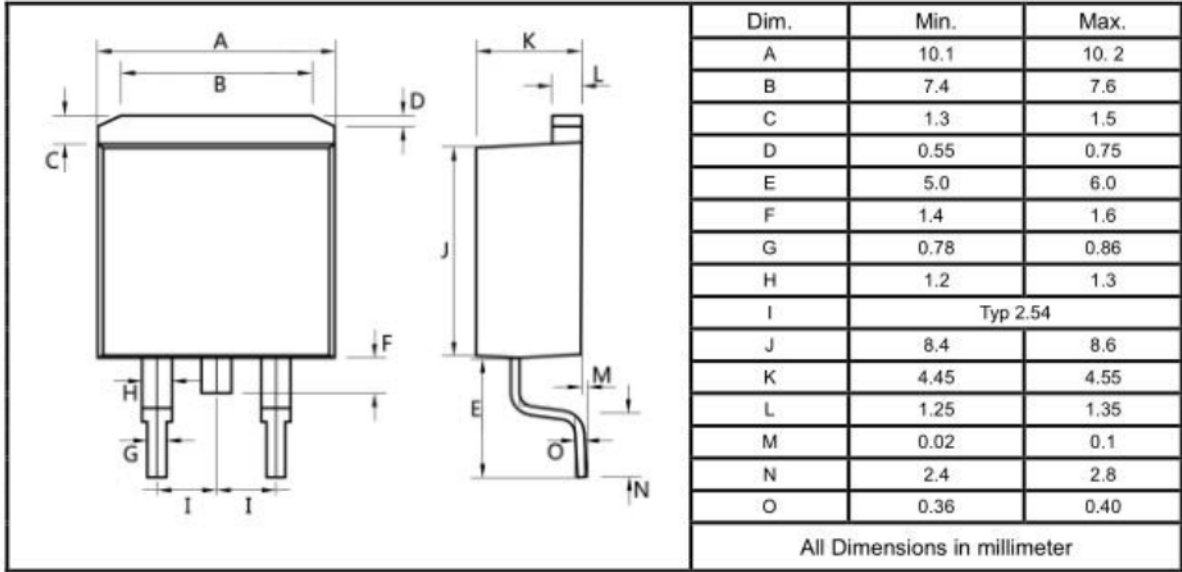 A
B
D
C
F
H
G
I I
K
L
J
E
M
O
N
Dim. Min. Max.
A 10.1 10. 2
B 7.4 7.6
C 1.3 1.5
D 0.55 0.75
E 5.0 6.0
F 1.4 1.6
G 0.78 0.86
H 1.2 1.3
I Typ 2.54
J 8.4 8.6
K 4.45 4.55
L 1.25 1.35
M 0.02 0.1
N 2.4 2.8
O 0.36 0.40
All Dimensions in millimeter